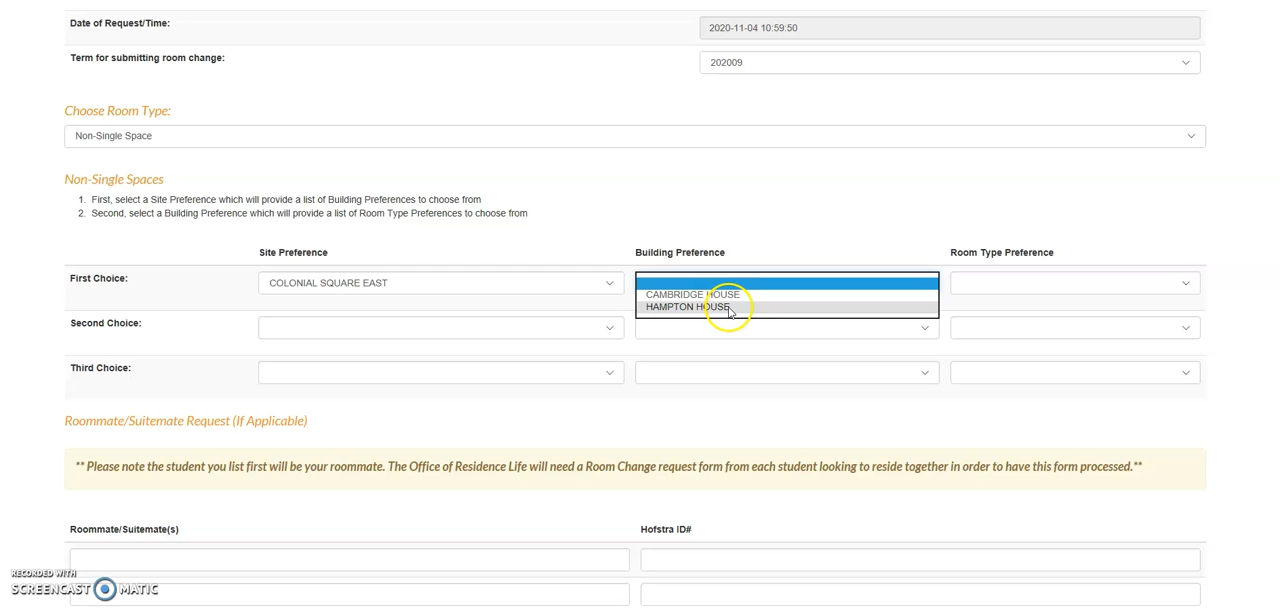 Date of Request/Time:
2020-11-04 10:59:50
Term for submitting room change:
202009
Choose Room Type:
Non-Single Space
Non-Single Spaces
1. First, select a Site Preference which will provide a list of Building Preferences to choose from
2. Second, select a Building Preference which will provide a list of Room Type Preferences to choose from
Site Preference Building Preference Room Type Preference
First Choice: COLONIAL SQUARE EAST
CAMBRIDGE HOUSE
HAMPTON HOUSE
Second Choice:
Third Choice:
Roommate/Suitemate Request (If Applicable)
** Please note the student you list first will be your roommate. The Office of Residence Life will need a Room Change request form from each student looking to reside together in order to have this form processed.**
Roommate/Suitemate(s) Hofstra ID#
RECORDED WITH
SCREENCAST MATIC